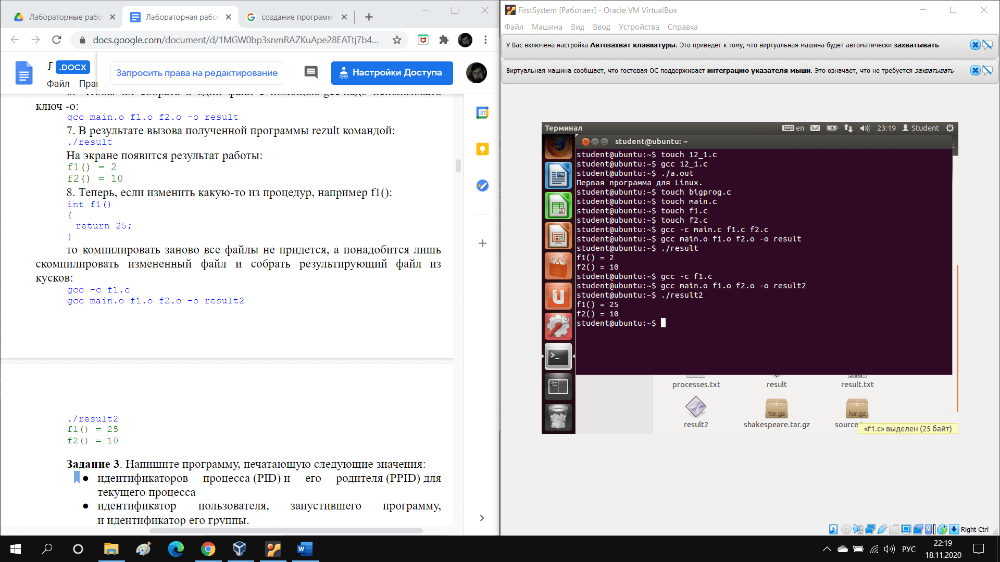 Лабораторные рабо
Лабораторная работ
создание программ
docs.google.com/document/d/1MGW0bp3snmRAZKuApe28EATtj7b4...
Л .DOCX
Файл Прав
Запросить права на редактирование
Настройки Доступа
ключ -o:
gcc main.o f1.o f2.o -o result
7. В результате вызова полученной программы rezult командой:
./result
На экране появится результат работы:
f1() = 2
f2() = 10
8. Теперь, если изменить какую-то из процедур, например f1():
int f1()
{
return 25;
}
то компилировать заново все файлы не придется, а понадобится лишь
скомпилировать измененный файл и собрать результирующий файл из
кусков:
gcc -c f1.c
gcc main.o f1.o f2.o -o result2
./result2
f1() = 25
f2() = 10
Задание 3. Напишите программу, печатающую следующие значения:
● идентификаторов процесса (PID) и его родителя (PPID) для
текущего процесса
● идентификатор пользователя, запустившего программу,
и идентификатор его группы.
31
FirstSystem [Работает] - Oracle VM VirtualBox
Файл Машина Вид Ввод Устройства Справка
У Вас включена настройка Автозахват клавиатуры. Это приведет к тому, что виртуальная машина будет автоматически захватывать
Виртуальная машина сообщает, что гостевая ОС поддерживает интеграцию указателя мыши. Это означает, что не требуется захватывать
Терминал
en 23:19 Student
student@ubuntu: ~
student@ubuntu:~$ touch 12_1.c
student@ubuntu:~$ gcc 12_1.c
student@ubuntu:~$ ./a.out
Первая программа для Linux.
student@ubuntu:~$ touch bigprog.c
student@ubuntu:~$ touch main.c
student@ubuntu:~$ touch f1.c
student@ubuntu:~$ touch f2.c
student@ubuntu:~$ gcc -c main.c f1.c f2.c
student@ubuntu:~$ gcc main.o f1.o f2.o -o result
student@ubuntu:~$ ./result
f1() = 2
f2() = 10
student@ubuntu:~$ gcc -c f1.c
student@ubuntu:~$ gcc main.o f1.o f2.o -o result2
student@ubuntu:~$ ./result2
f1() = 25
f2() = 10
student@ubuntu:~$
processes.txt result result.txt
tar.gz tar.gz
result2 shakespeare.tar.gz source
«f1.c» выделен (25 байт)
Right Ctrl
РУС
22:19
18.11.2020